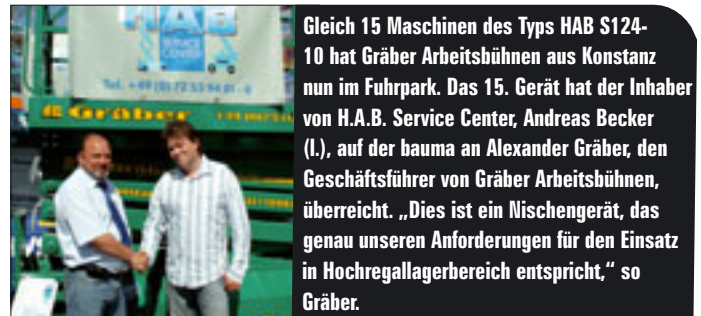 HAB
SERVICE
CENTER
Gräber
Gleich 15 Maschinen des Typs HAB S124-
10 hat Gräber Arbeitsbühnen aus Konstanz
nun im Fuhrpark. Das 15. Gerät hat der Inhaber
von H.A.B. Service Center, Andreas Becker
(l.), auf der bauma an Alexander Gräber, den
Geschäftsführer von Gräber Arbeitsbühnen,
überreicht. „Dies ist ein Nischengerät, das
genau unseren Anforderungen für den Einsatz
in Hochregallagerbereich entspricht,“ so
Gräber.